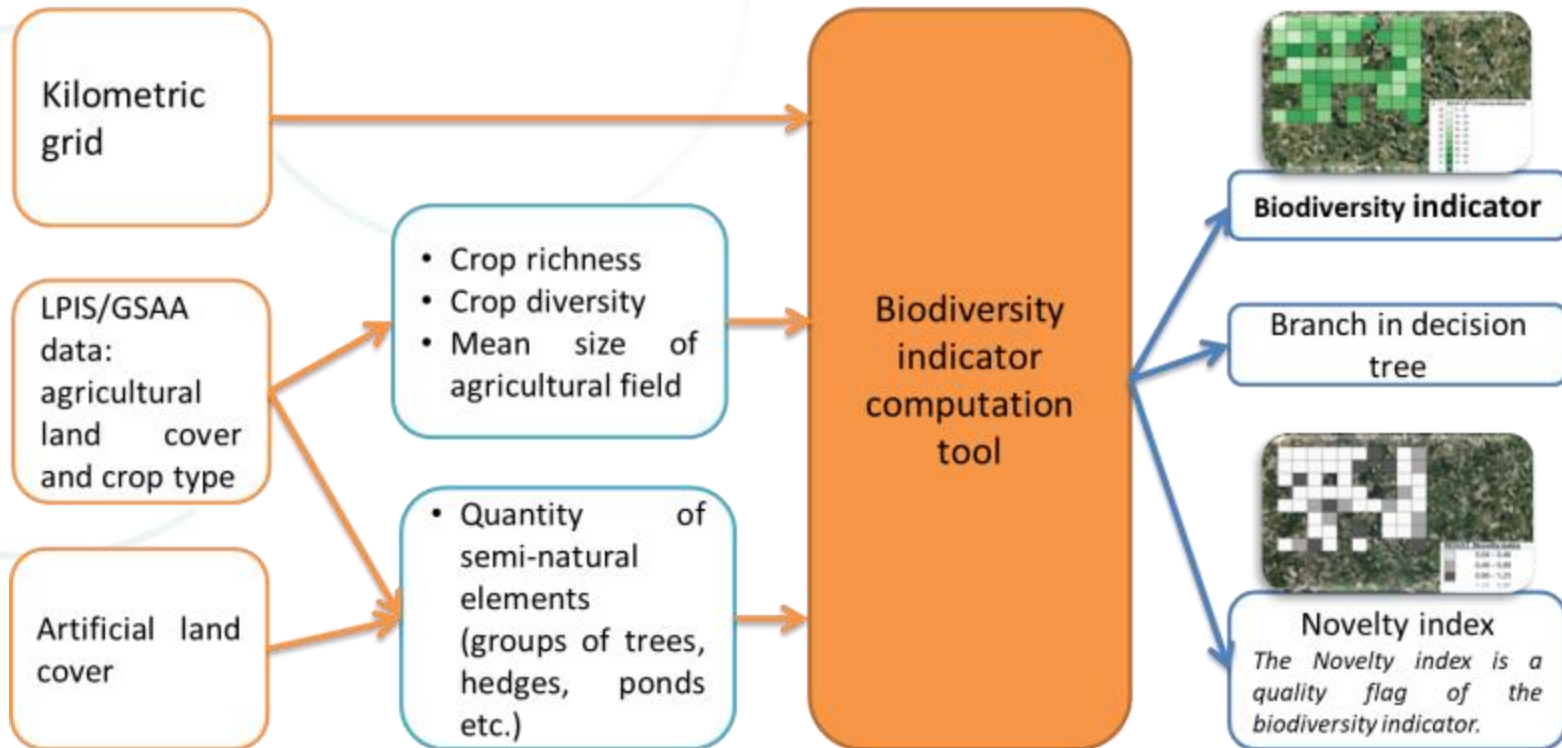 Kilometric
grid
LPIS/GSAA
data:
agricultural
land cover
and crop type
Artificial land
cover
• Crop richness
• Crop diversity
• Mean size of
agricultural field
• Quantity of
semi-natural
elements
(groups of trees,
hedges, ponds
etc.)
Biodiversity
indicator
computation
tool
Biodiversity indicator
Branch in decision
tree
Novelty index
The Novelty index is a
quality flag of the
biodiversity indicator.